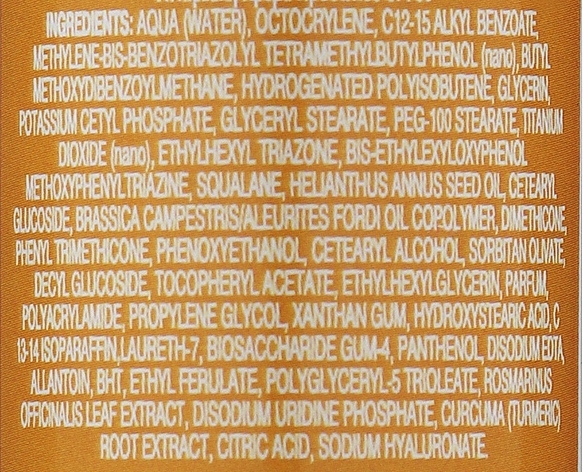 INGREDIENTS: AQUA (WATER), OCTOCRYLENE, C12-15 ALKYL BENZOATE,
METHYLENE-BIS-BENZOTRIAZOLYL TETRAMETHYLBUTYLPHENOL (nano), BUTYL
METHOXYDIBENZOYLMETHANE, HYDROGENATED POLYISOBUTENE, GLYCERIN,
POTASSIUM CETYL PHOSPHATE, GLYCERYL STEARATE, PEG-100 STEARATE, TITANIUM
DIOXIDE (nano), ETHYLHEXYL TRIAZONE, BIS-ETHYLEXYLOXYPHENOL
METHOXYPHENYLTRIAZINE, SQUALANE, HELIANTHUS ANNUS SEED OIL, CETEARYL
GLUCOSIDE, BRASSICA CAMPESTRIS/ALEURITES FORDI OIL COPOLYMER, DIMETHICONE,
PHENYL TRIMETHICONE, PHENOXYETHANOL, CETEARYL ALCOHOL, SORBITAN OLIVATE,
DECYL GLUCOSIDE, TOCOPHERYL ACETATE, ETHYLHEXYLGLYCERIN, PARFUM,
POLYACRYLAMIDE, PROPYLENE GLYCOL, XANTHAN GUM, HYDROXYSTEARIC ACID, C
13-14 ISOPARAFFIN,LAURETH-7, BIOSACCHARIDE GUM-4, PANTHENOL, DISODIUM EDTA,
ALLANTOIN, BHT, ETHYL FERULATE, POLYGLYCERYL-5 TRIOLEATE, ROSMARINUS
OFFICINALIS LEAF EXTRACT, DISODIUM URIDINE PHOSPHATE, CURCUMA (TURMERIC)
ROOT EXTRACT, CITRIC ACID, SODIUM HYALURONATE